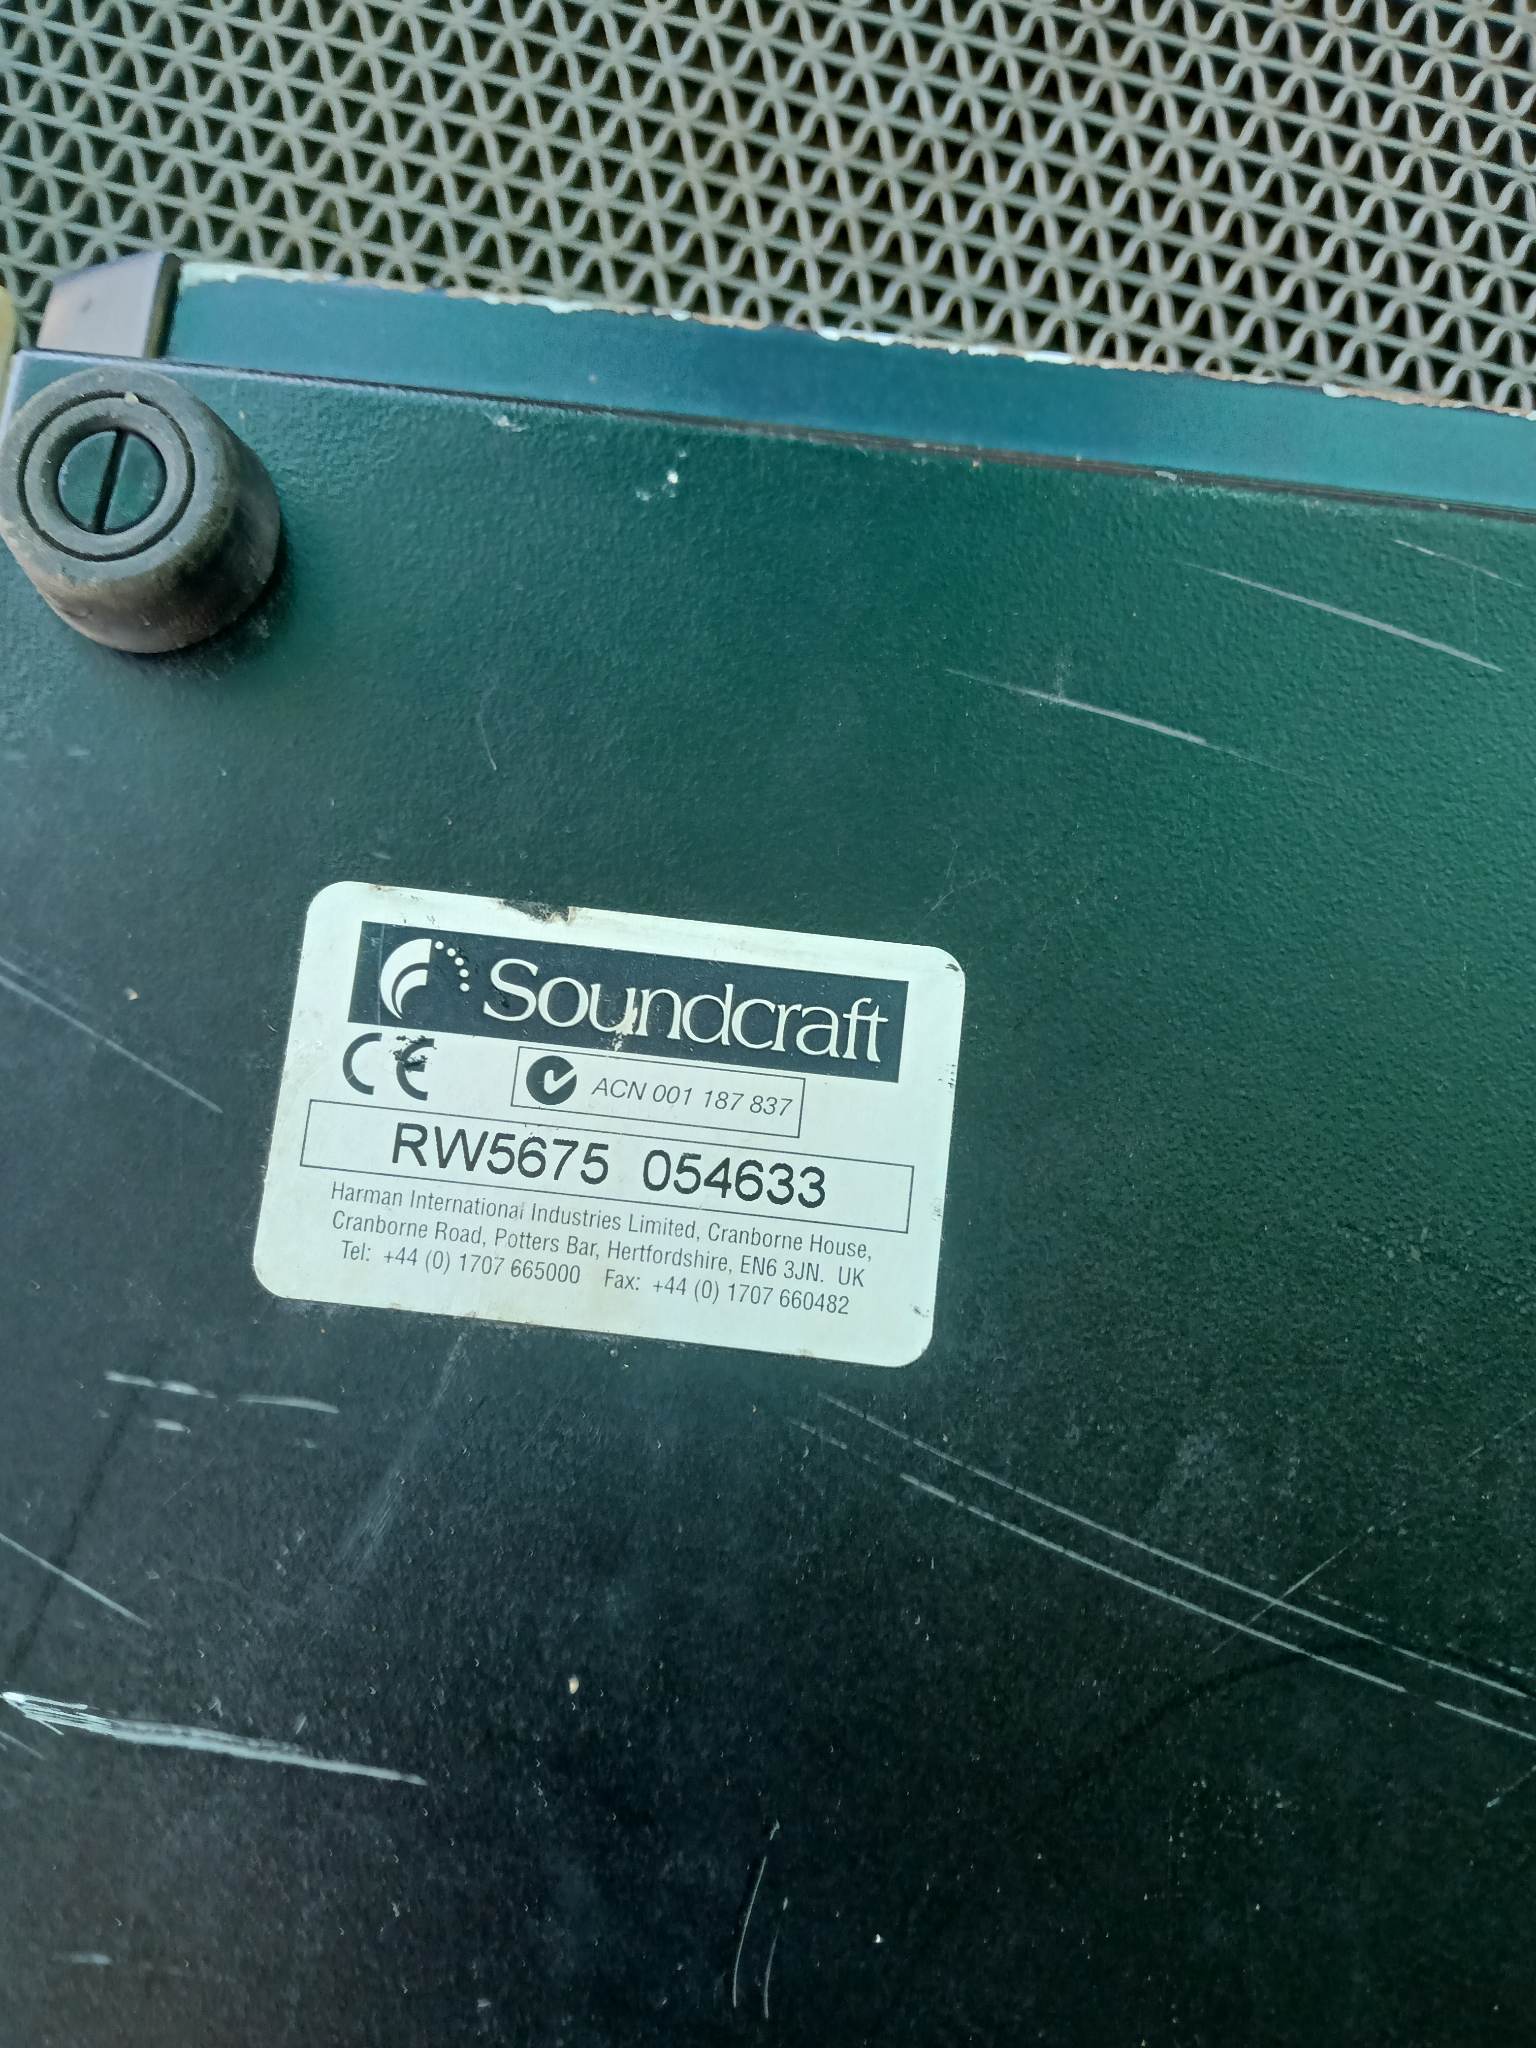 Soundcraft
CE ACN 001 187 837
RW5675 054633
Harman International Industries Limited, Cranborne House,
Cranborne Road, Potters Bar, Hertfordshire, EN6 3JN. UK
Tel: +44 (0) 1707 665000 Fax: +44 (0) 1707 660482